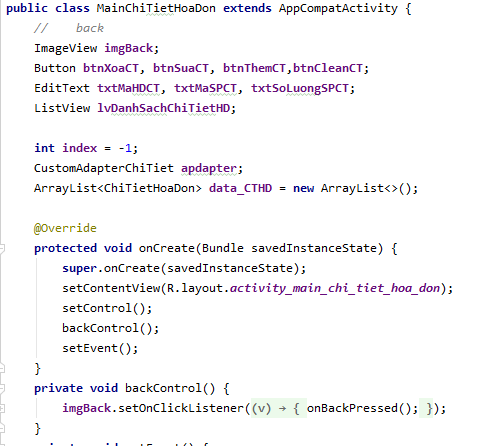 public class MainChiTietHoaDon extends AppCompatActivity {
// back
ImageView imgBack;
Button btnXoaCT, btnSuaCT, btnThemCT,btnCleanCT;
EditText txtMaHDCT, txtMaSPCT, txtSoLuongSPCT;
ListView lvDanhSachChiTietHD;
int index = -1;
CustomAdapterChiTiet apdapter;
ArrayList<ChiTietHoaDon> data_CTHD = new ArrayList<>();
@Override
protected void onCreate(Bundle savedInstanceState) {
super.onCreate(savedInstanceState);
setContentView(R.layout.activity_main_chi_tiet_hoa_don);
setControl();
backControl();
setEvent();
}
private void backControl() {
imgBack.setOnClickListener((v) → { onBackPressed(); });
}